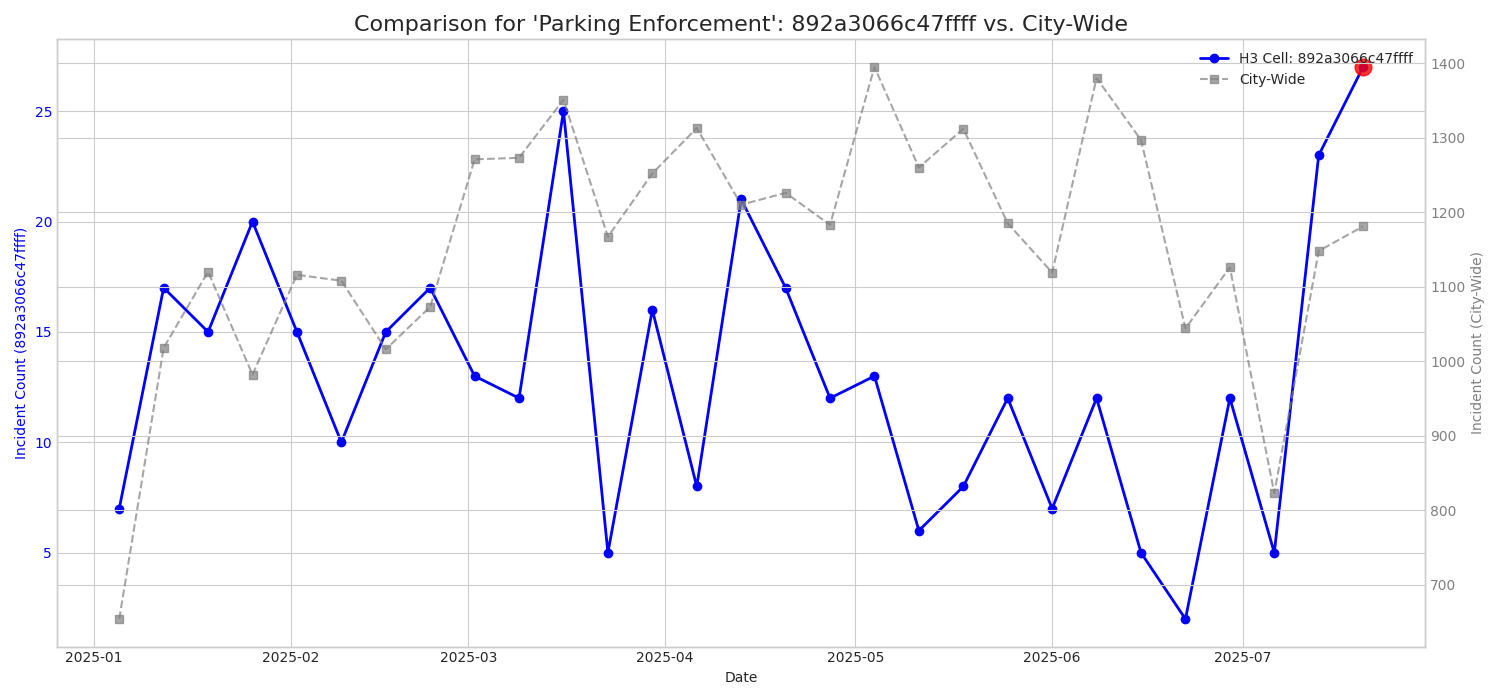 Comparison for 'Parking Enforcement': 892a3066c47ffff vs. City-Wide
H3 Cell: 892a3066c47ffff
City-Wide
Incident Count (892a3066c47ffff)
25
20
15
10
5
1400
1300
1200
1100
1000
900
800
700
Incident Count (City-Wide)
2025-01 2025-02 2025-03 2025-04 2025-05 2025-06 2025-07
Date